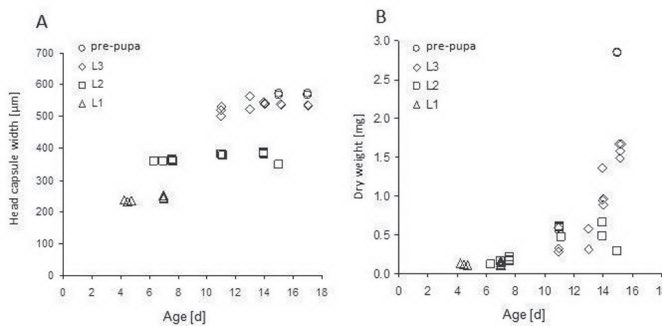 A
pre-pupa
L3
L2
L1
Head capsule width [µm]
700
600
500
400
300
200
100
0
0 2 4 6 8 10 12 14 16 18
Age [d]
B
pre-pupa
L3
L2
L1
Dry weight [mg]
3.0
2.5
2.0
1.5
1.0
0.5
0.0
0 2 4 6 8 10 12 14 16 18
Age [d]